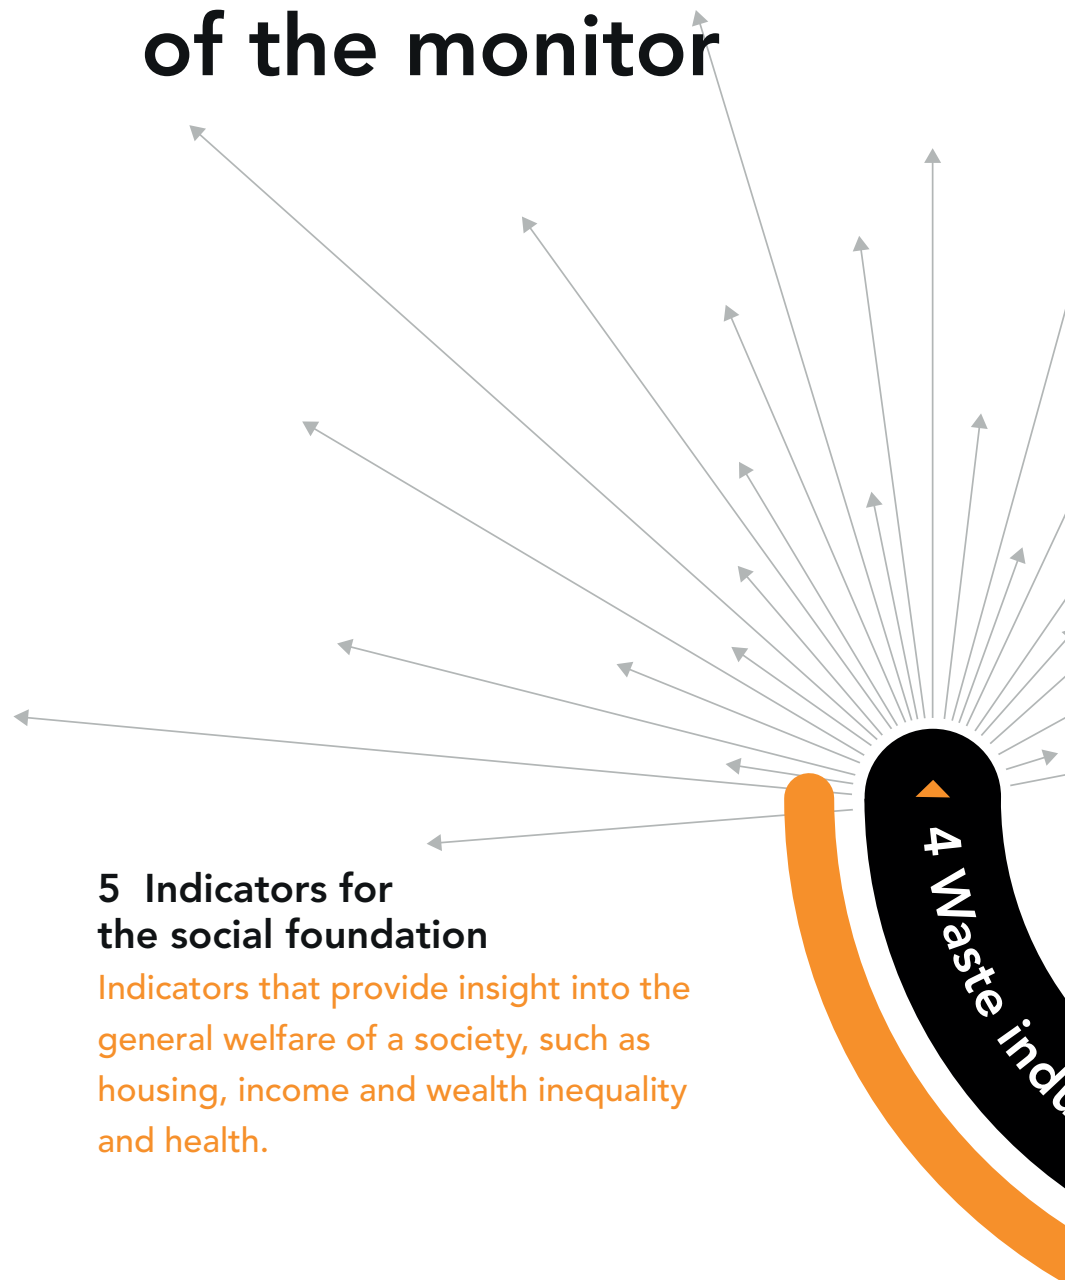 of the monitor
4 Waste
5 Indicators for
the social foundation
Indicators that provide insight into the
general welfare of a society, such as
housing, income and wealth inequality
and health.